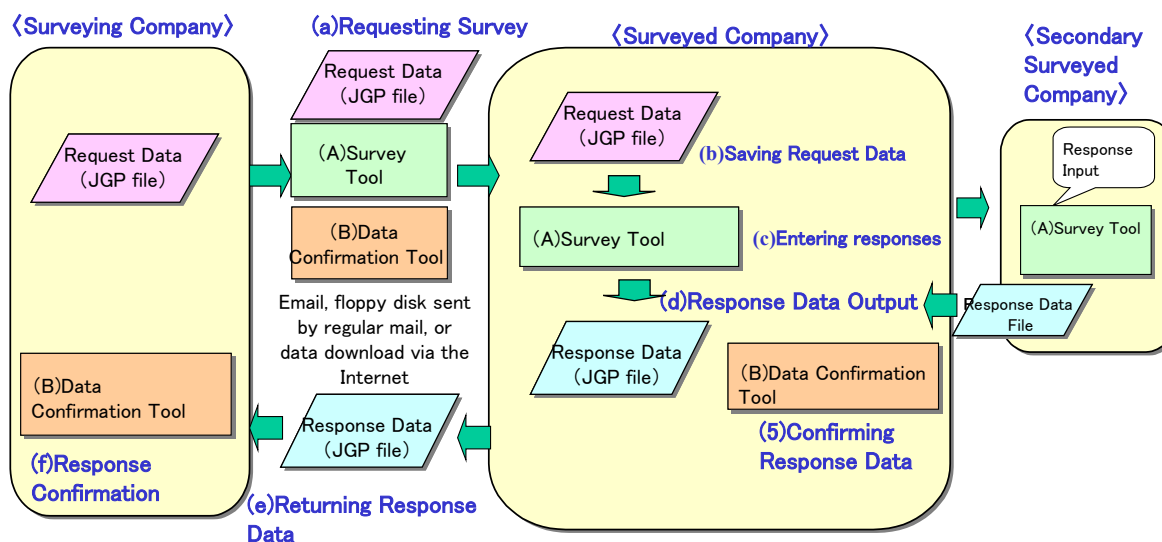 〈Surveying Company〉
(a)Requesting Survey
Request Data
(JGP file)
Request Data
(JGP file)
(A)Survey
Tool
(B)Data
Confirmation Tool
Email, floppy disk sent
by regular mail, or
data download via the
Internet
(B)Data
Confirmation Tool
(f)Response
Confirmation
Response Data
(JGP file)
(e)Returning Response
Data
〈Surveyed Company〉
Request Data
(JGP file)
(b)Saving Request Data
(A)Survey Tool
(c)Entering responses
(d)Response Data Output
Response Data
(JGP file)
(B)Data Confirmation
Tool
(5)Confirming
Response Data
〈Secondary
Surveyed
Company〉
Response
Input
(A)Survey Tool
Response Data
File